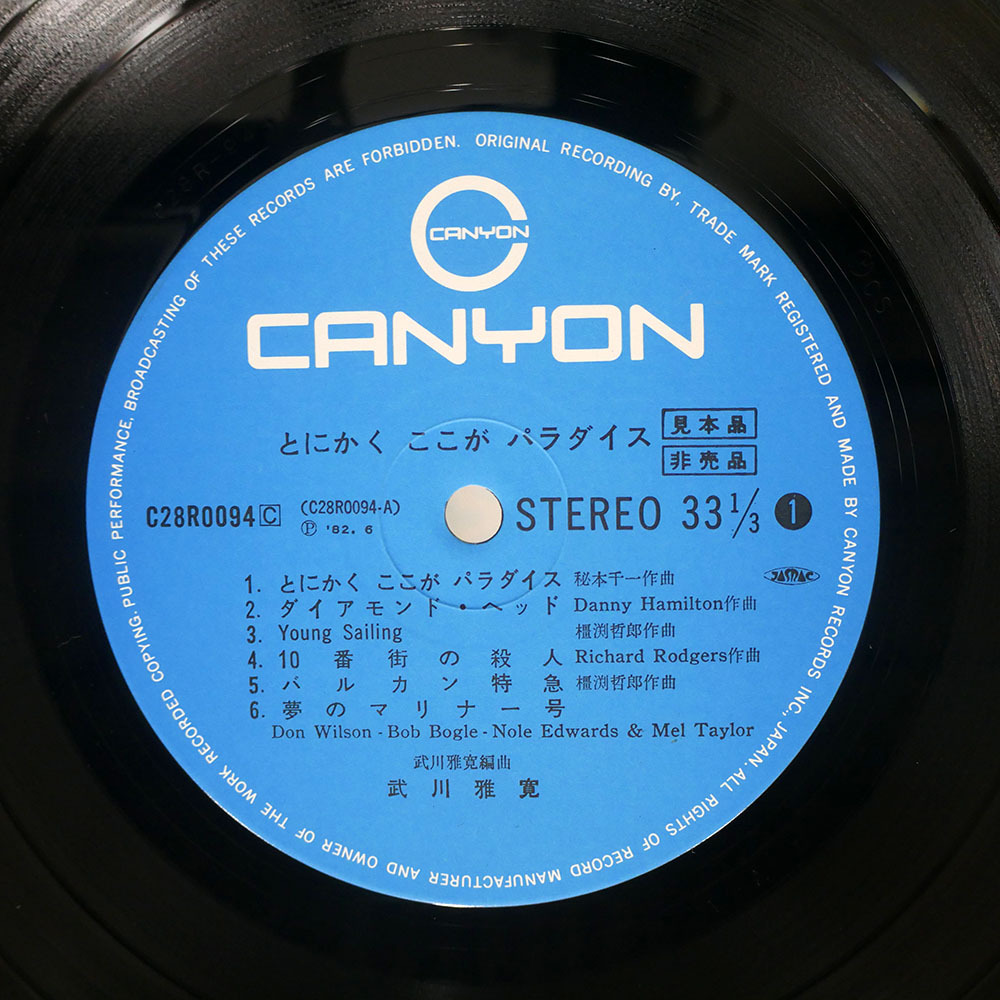 WORK RECORDED COPYING·PUBLIC PERFORMANCE, BROADCASTING OF THESE RECORDS ARE FORBIDDEN. ORIGINAL RECORDING BY, TRADE MARK REGISTERED AND MADE BY CANYON RECORDS INC., JAPAN. ALL RIGHTS OF RECORD MANUFACTURER AND OWNER OF THE
CANYON
CANYON
とにかく ここが パラダイス
見本品
非売品
C28R0094 C
(C28R0094-A)
Ⓟ '82. 6
STEREO 33 1/3
1
JASRAC
1. とにかく ここが パラダイス 秘本千一作曲
2. ダイアモンド・ヘッド Danny Hamilton作曲
3. Young Sailing 橿渕哲郎作曲
4. 10番街の殺人 Richard Rodgers作曲
5. バルカン特急 橿渕哲郎作曲
6. 夢のマリナー号
Don Wilson - Bob Bogle - Nole Edwards & Mel Taylor
武川雅寛編曲
武川雅寛